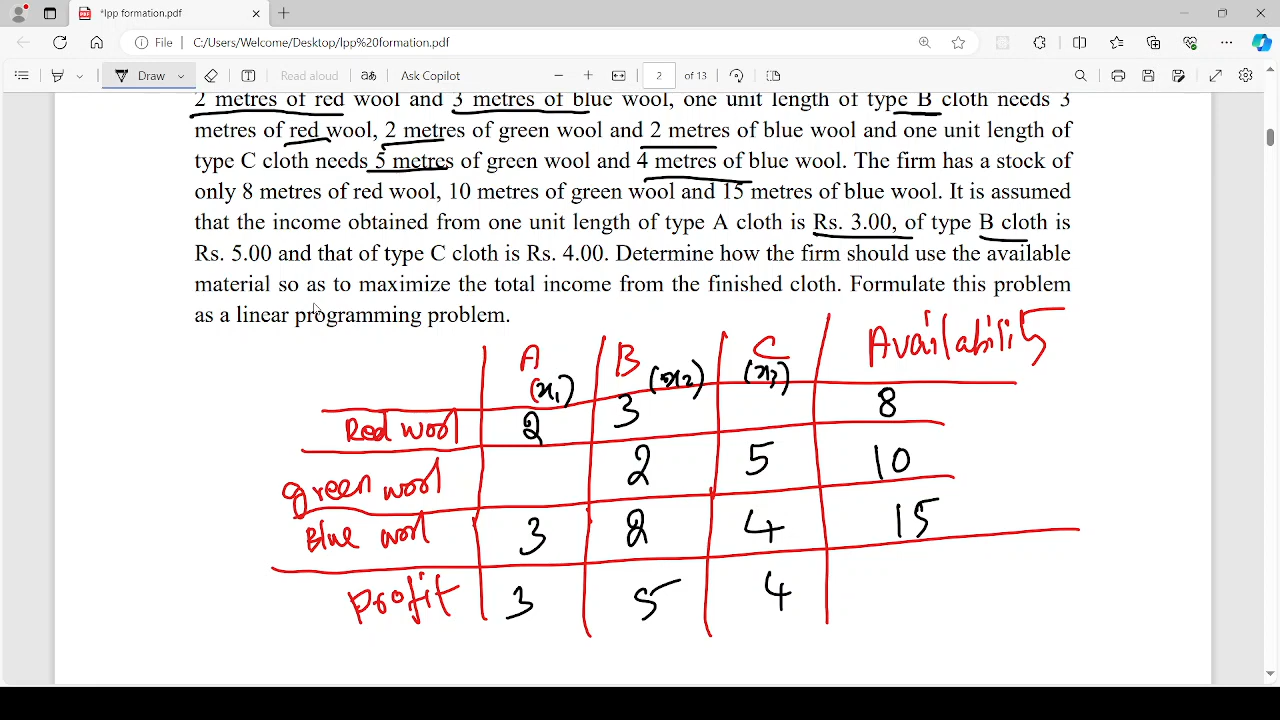 *lpp formation.pdf
File C:/Users/Welcome/Desktop/lpp%20formation.pdf
Draw Read aloud Ask Copilot 2 of 13
2 metres of red wool and 3 metres of blue wool, one unit length of type B cloth needs 3
metres of red wool, 2 metres of green wool and 2 metres of blue wool and one unit length of
type C cloth needs 5 metres of green wool and 4 metres of blue wool. The firm has a stock of
only 8 metres of red wool, 10 metres of green wool and 15 metres of blue wool. It is assumed
that the income obtained from one unit length of type A cloth is Rs. 3.00, of type B cloth is
Rs. 5.00 and that of type C cloth is Rs. 4.00. Determine how the firm should use the available
material so as to maximize the total income from the finished cloth. Formulate this problem
as a linear programming problem.
A B C Availability
(x1) (x2) (x3)
Red wool 2 3 8
green wool 2 5 10
Blue wool 3 2 4 15
Profit 3 5 4